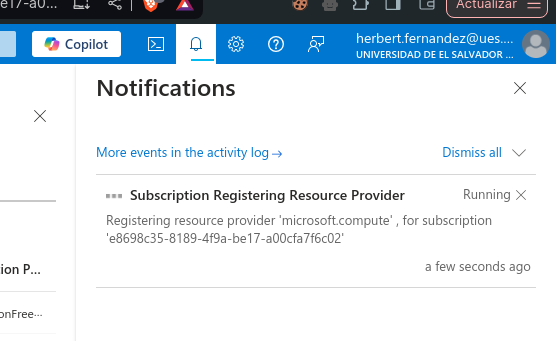 e17-a0...
Actualizar
Copilot
herbert.fernandez@ues....
UNIVERSIDAD DE EL SALVADOR ...
Notifications
More events in the activity log →
Dismiss all
Subscription Registering Resource Provider
Running
Registering resource provider 'microsoft.compute' , for subscription
'e8698c35-8189-4f9a-be17-a00cfa7f6c02'
a few seconds ago
ion P...
onFree...